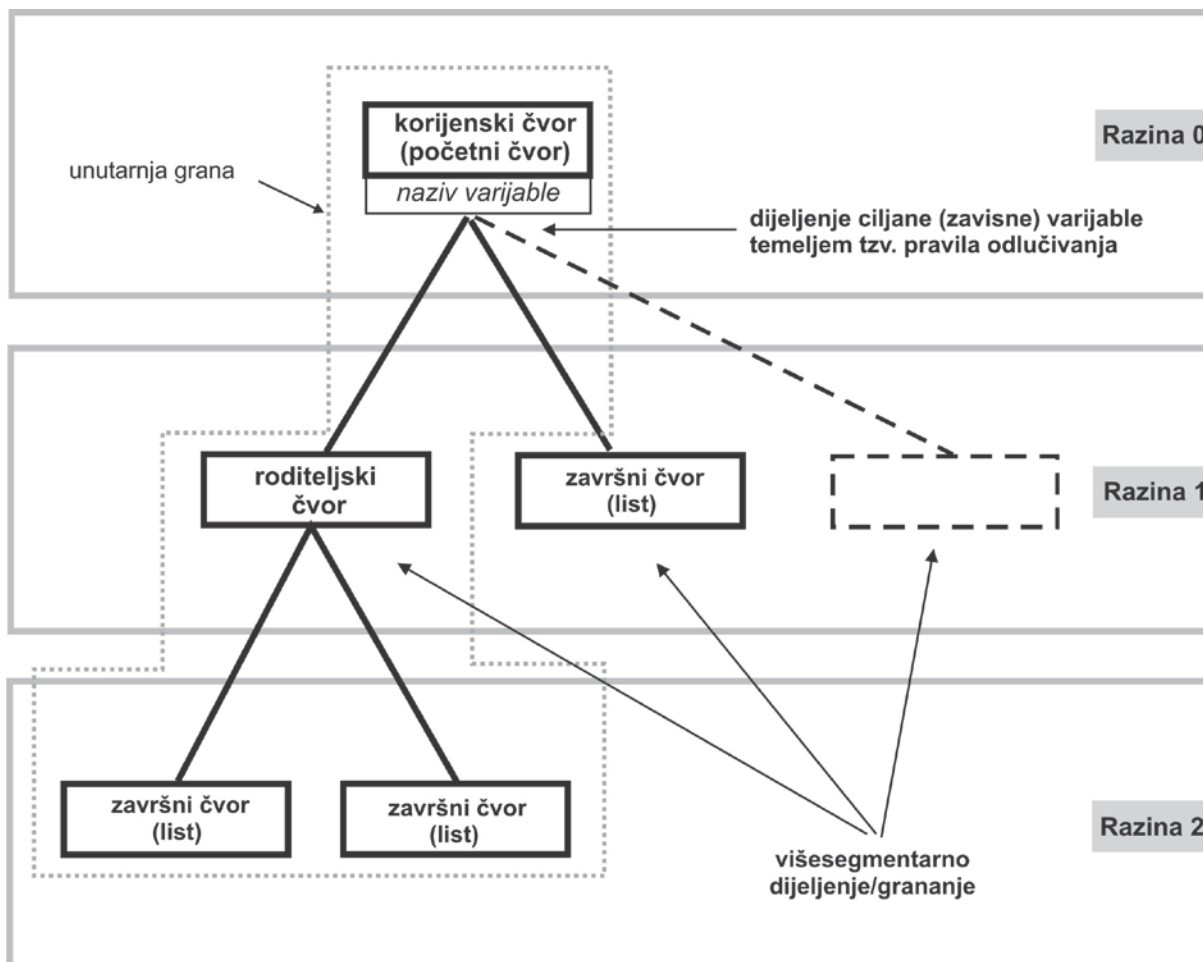 korijenski čvor
(početni čvor)
naziv varijable
Razina 0
unutarnja grana
dijeljenje ciljane (zavisne) varijable
temeljem tzv. pravila odlučivanja
roditeljski
čvor
završni čvor
(list)
Razina 1
završni čvor
(list)
završni čvor
(list)
Razina 2
višesegmentarno
dijeljenje/grananje